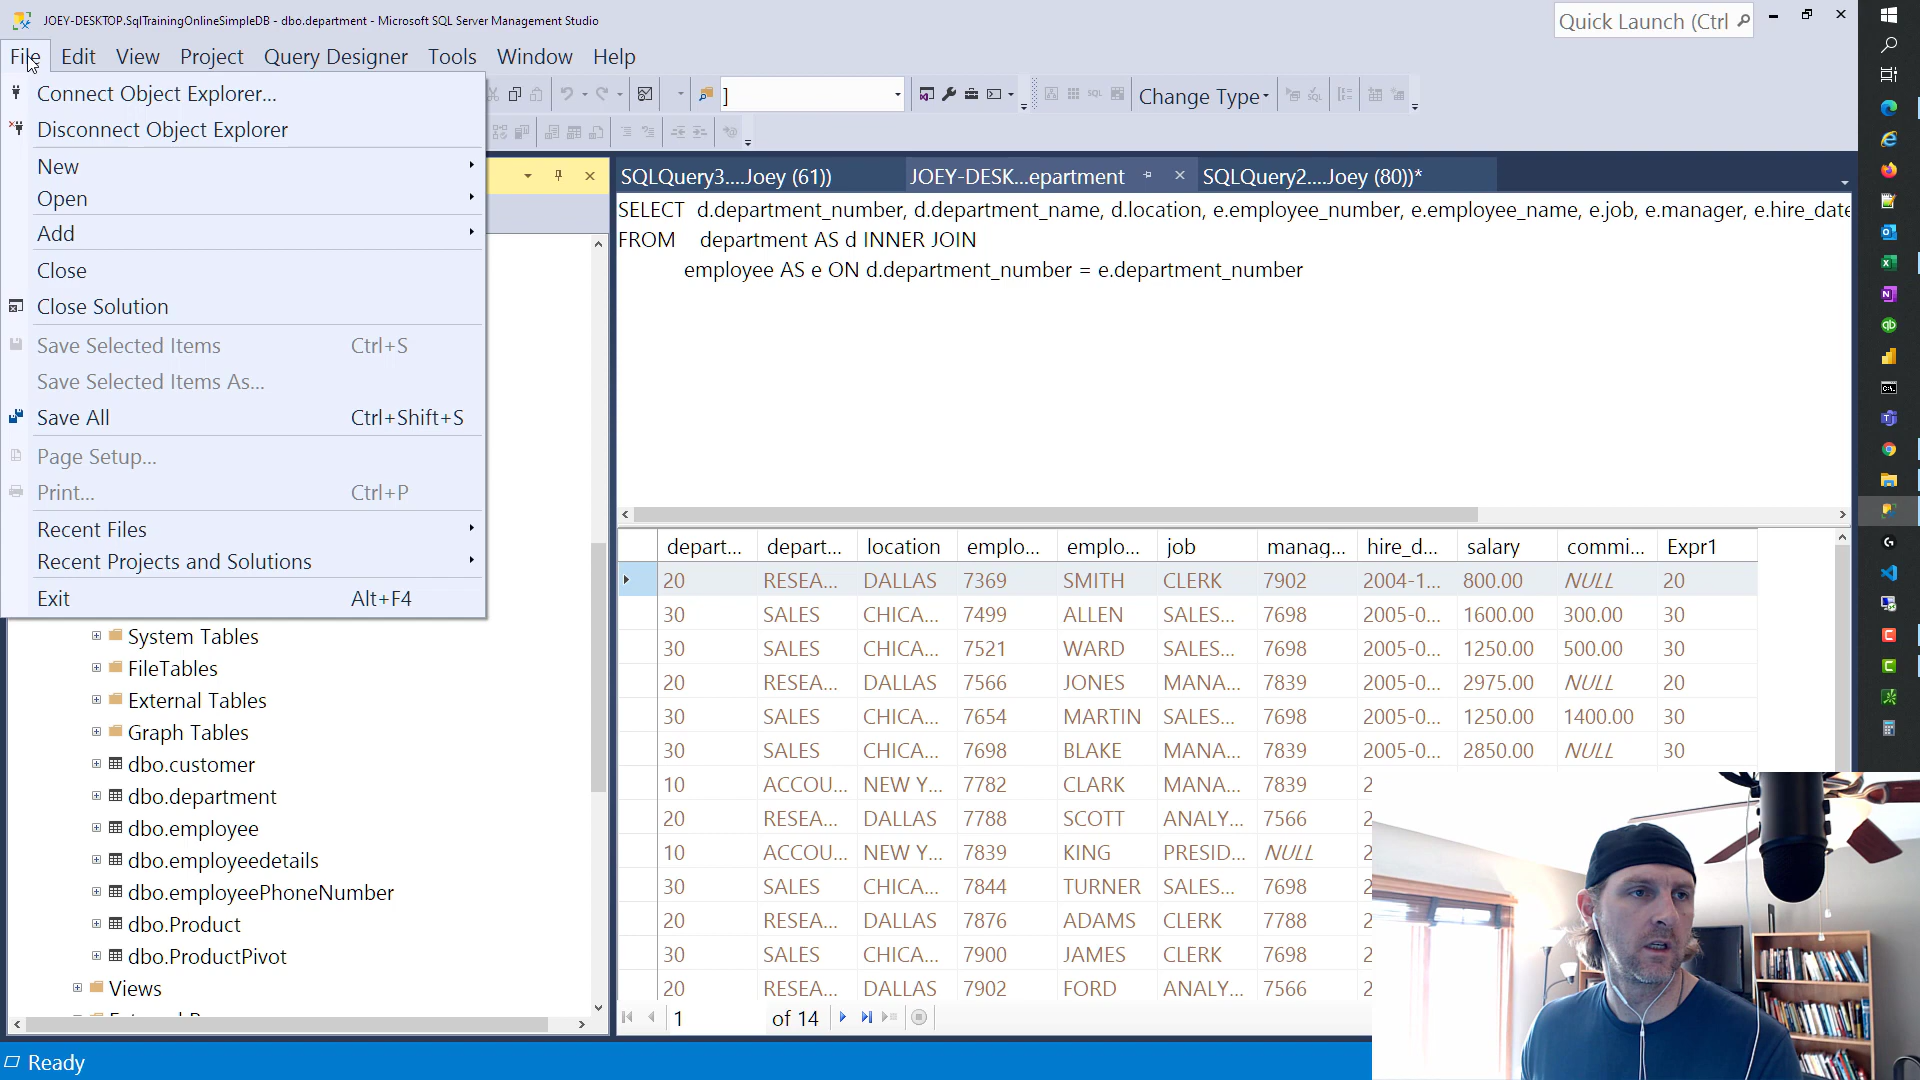 JOEY-DESKTOP.SqlTrainingOnlineSimpleDB - dbo.department - Microsoft SQL Server Management Studio
Quick Launch (Ctrl
File Edit View Project Query Designer Tools Window Help
Connect Object Explorer...
Disconnect Object Explorer
New
Open
Add
Close
Close Solution
Save Selected Items Ctrl+S
Save Selected Items As...
Save All Ctrl+Shift+S
Page Setup...
Print... Ctrl+P
Recent Files
Recent Projects and Solutions
Exit Alt+F4
]
Change Type
System Tables
FileTables
External Tables
Graph Tables
dbo.customer
dbo.department
dbo.employee
dbo.employeedetails
dbo.employeePhoneNumber
dbo.Product
dbo.ProductPivot
Views
SQLQuery3....Joey (61)) JOEY-DESK...epartment SQLQuery2....Joey (80))*
SELECT d.department_number, d.department_name, d.location, e.employee_number, e.employee_name, e.job, e.manager, e.hire_date
FROM department AS d INNER JOIN
employee AS e ON d.department_number = e.department_number
depart... depart... location emplo... emplo... job manag... hire_d... salary commi... Expr1
20 RESEA... DALLAS 7369 SMITH CLERK 7902 2004-1... 800.00 NULL 20
30 SALES CHICA... 7499 ALLEN SALES... 7698 2005-0... 1600.00 300.00 30
30 SALES CHICA... 7521 WARD SALES... 7698 2005-0... 1250.00 500.00 30
20 RESEA... DALLAS 7566 JONES MANA... 7839 2005-0... 2975.00 NULL 20
30 SALES CHICA... 7654 MARTIN SALES... 7698 2005-0... 1250.00 1400.00 30
30 SALES CHICA... 7698 BLAKE MANA... 7839 2005-0... 2850.00 NULL 30
10 ACCOU... NEW Y... 7782 CLARK MANA... 7839 2
20 RESEA... DALLAS 7788 SCOTT ANALY... 7566 2
10 ACCOU... NEW Y... 7839 KING PRESID... NULL 2
30 SALES CHICA... 7844 TURNER SALES... 7698 2
20 RESEA... DALLAS 7876 ADAMS CLERK 7788 2
30 SALES CHICA... 7900 JAMES CLERK 7698 2
20 RESEA... DALLAS 7902 FORD ANALY... 7566 2
1 of 14
Ready